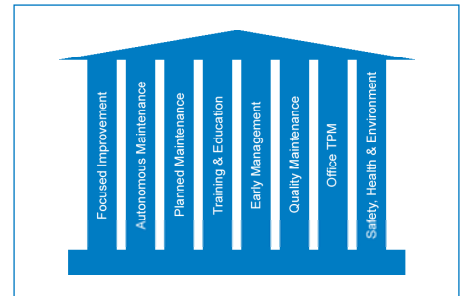 Focused Improvement
Autonomous Maintenance
Planned Maintenance
Training & Education
Early Management
Quality Maintenance
Office TPM
Safety, Health & Environment